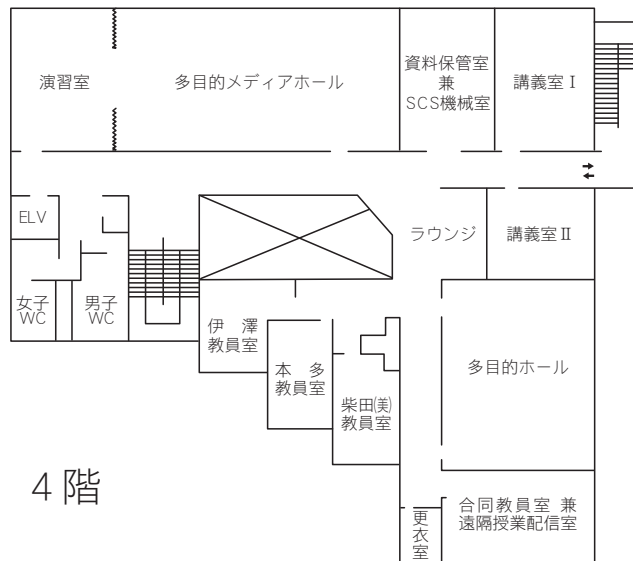 演習室
多目的メディアホール
資料保管室
兼
SCS機械室
講義室Ⅰ
ELV
ラウンジ
講義室Ⅱ
女子
WC
男子
WC
伊 澤
教員室
本 多
教員室
柴田㈷
教員室
多目的ホール
4階
更衣室
合同教員室 兼
遠隔授業配信室